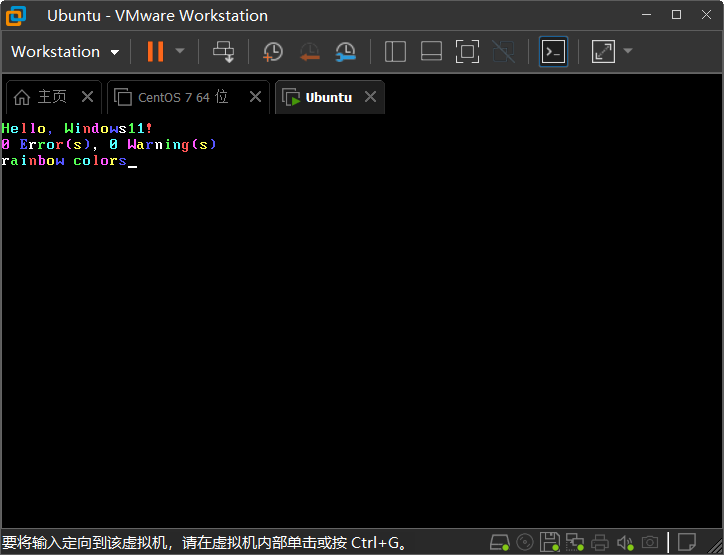 Ubuntu - VMware Workstation
Workstation
主页
CentOS 7 64 位
Ubuntu
Hello, Windows11!
0 Error(s), 0 Warning(s)
rainbow colors
要将输入定向到该虚拟机，请在虚拟机内部单击或按 Ctrl+G。